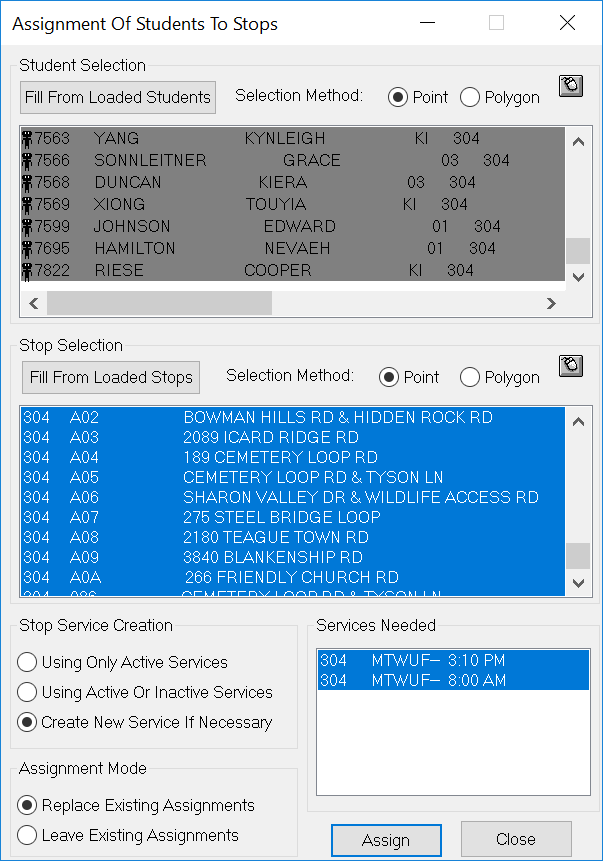 Assignment Of Students To Stops
Student Selection
Fill From Loaded Students Selection Method: Point Polygon
7563 YANG KYNLEIGH KI 304
7566 SONNLEITNER GRACE 03 304
7568 DUNCAN KIERA 03 304
7569 XIONG TOUYIA KI 304
7599 JOHNSON EDWARD 01 304
7695 HAMILTON NEVAEH 01 304
7822 RIESE COOPER KI 304
Stop Selection
Fill From Loaded Stops Selection Method: Point Polygon
304 A02 BOWMAN HILLS RD & HIDDEN ROCK RD
304 A03 2089 ICARD RIDGE RD
304 A04 189 CEMETERY LOOP RD
304 A05 CEMETERY LOOP RD & TYSON LN
304 A06 SHARON VALLEY DR & WILDLIFE ACCESS RD
304 A07 275 STEEL BRIDGE LOOP
304 A08 2180 TEAGUE TOWN RD
304 A09 3840 BLANKENSHIP RD
304 A0A 266 FRIENDLY CHURCH RD
304 086 CEMETERY LOOP RD & TYSON LN
Stop Service Creation
Using Only Active Services
Using Active Or Inactive Services
Create New Service If Necessary
Services Needed
304 MTWUF- 3:10 PM
304 MTWUF- 8:00 AM
Assignment Mode
Replace Existing Assignments
Leave Existing Assignments
Assign Close